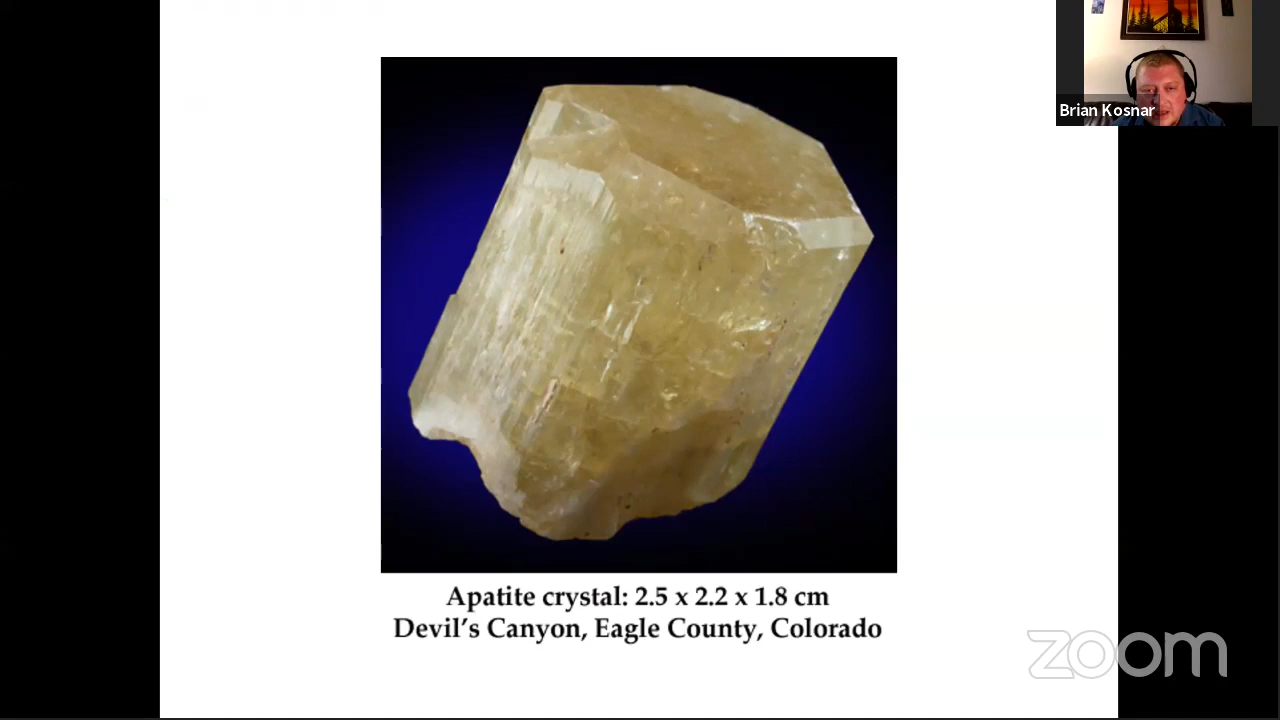 Brian Kosnar
Apatite crystal: 2.5 x 2.2 x 1.8 cm
Devil's Canyon, Eagle County, Colorado
zoom